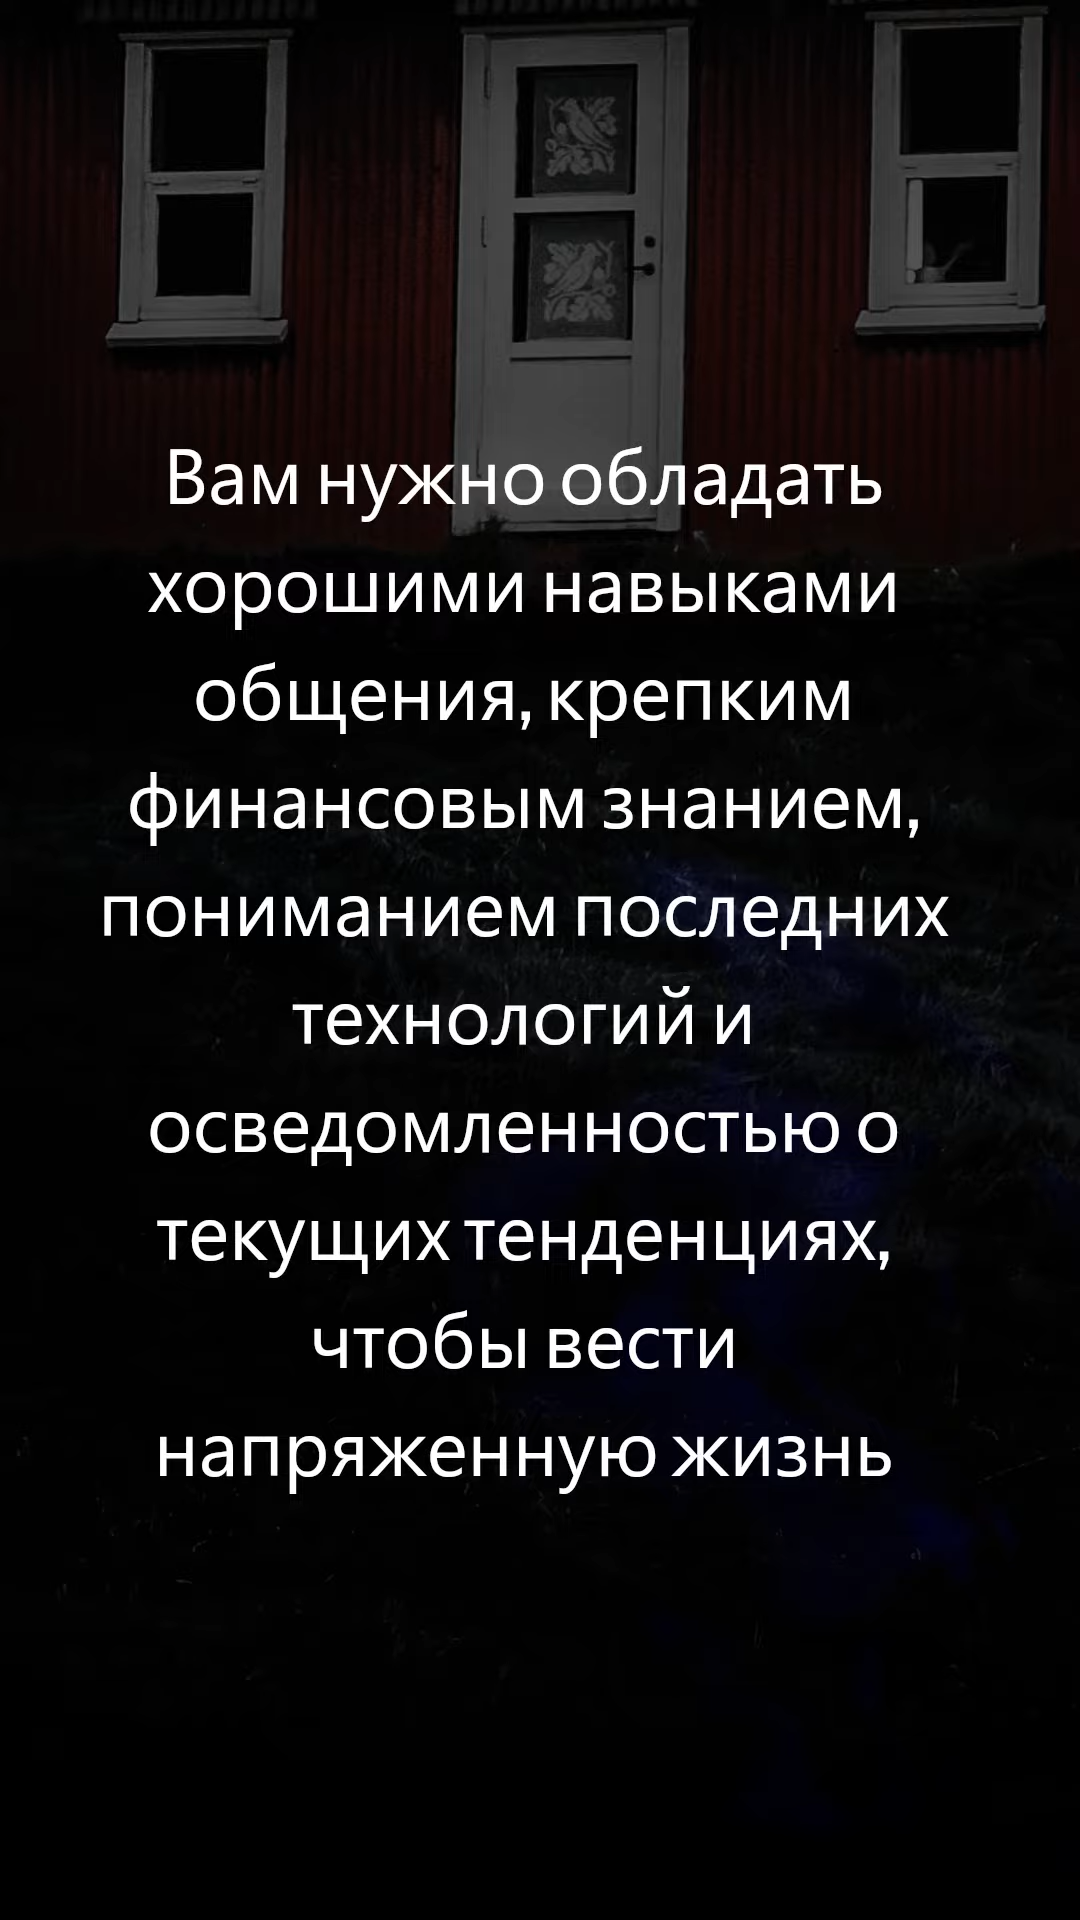 Вам нужно обладать
хорошими навыками
общения, крепким
финансовым знанием,
пониманием последних
технологий и
осведомленностью о
текущих тенденциях,
чтобы вести
напряженную жизнь